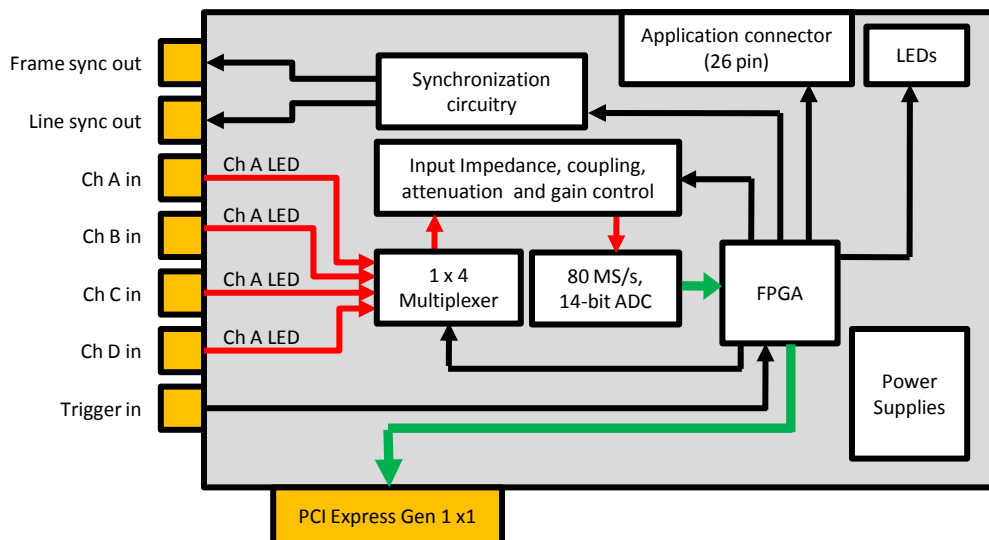 Frame sync out
Line sync out
Ch A in
Ch B in
Ch C in
Ch D in
Trigger in
Ch A LED
Ch A LED
Ch A LED
Ch A LED
Synchronization
circuitry
Application connector
(26 pin)
LEDs
Input Impedance, coupling,
attenuation and gain control
1 x 4
Multiplexer
80 MS/s,
14-bit ADC
FPGA
Power
Supplies
PCI Express Gen 1 x1